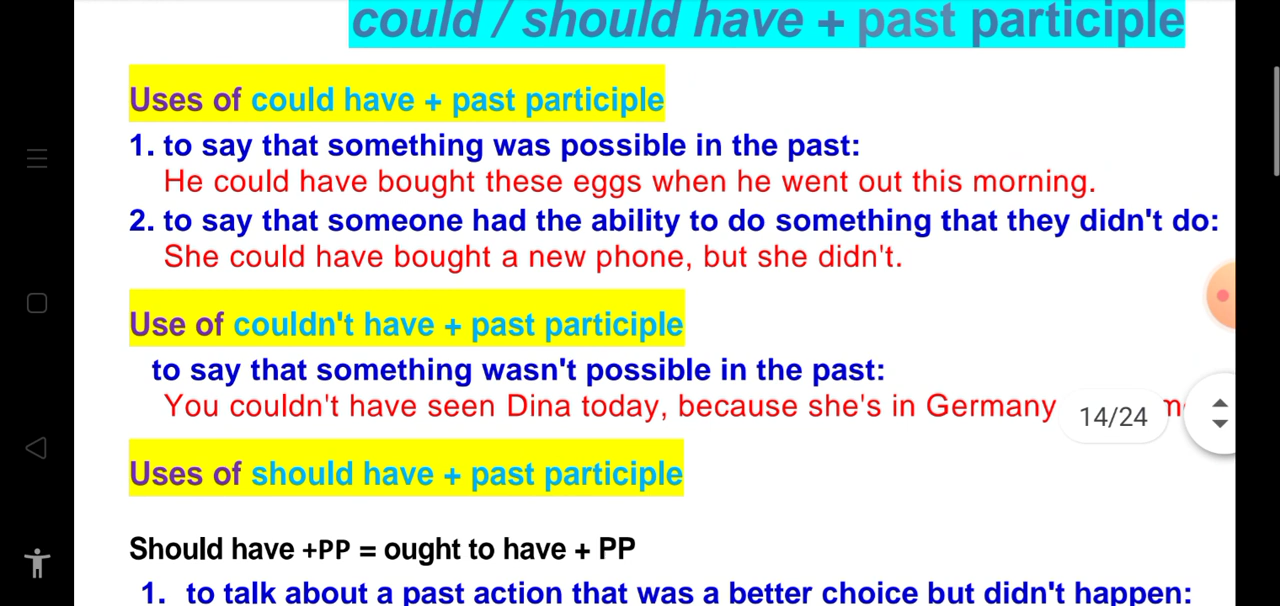 could / should have + past participle
Uses of could have + past participle
1. to say that something was possible in the past:
He could have bought these eggs when he went out this morning.
2. to say that someone had the ability to do something that they didn't do:
She could have bought a new phone, but she didn't.
Use of couldn't have + past participle
to say that something wasn't possible in the past:
You couldn't have seen Dina today, because she's in Germany
14/24
Uses of should have + past participle
Should have +PP = ought to have + PP
1. to talk about a past action that was a better choice but didn't happen: